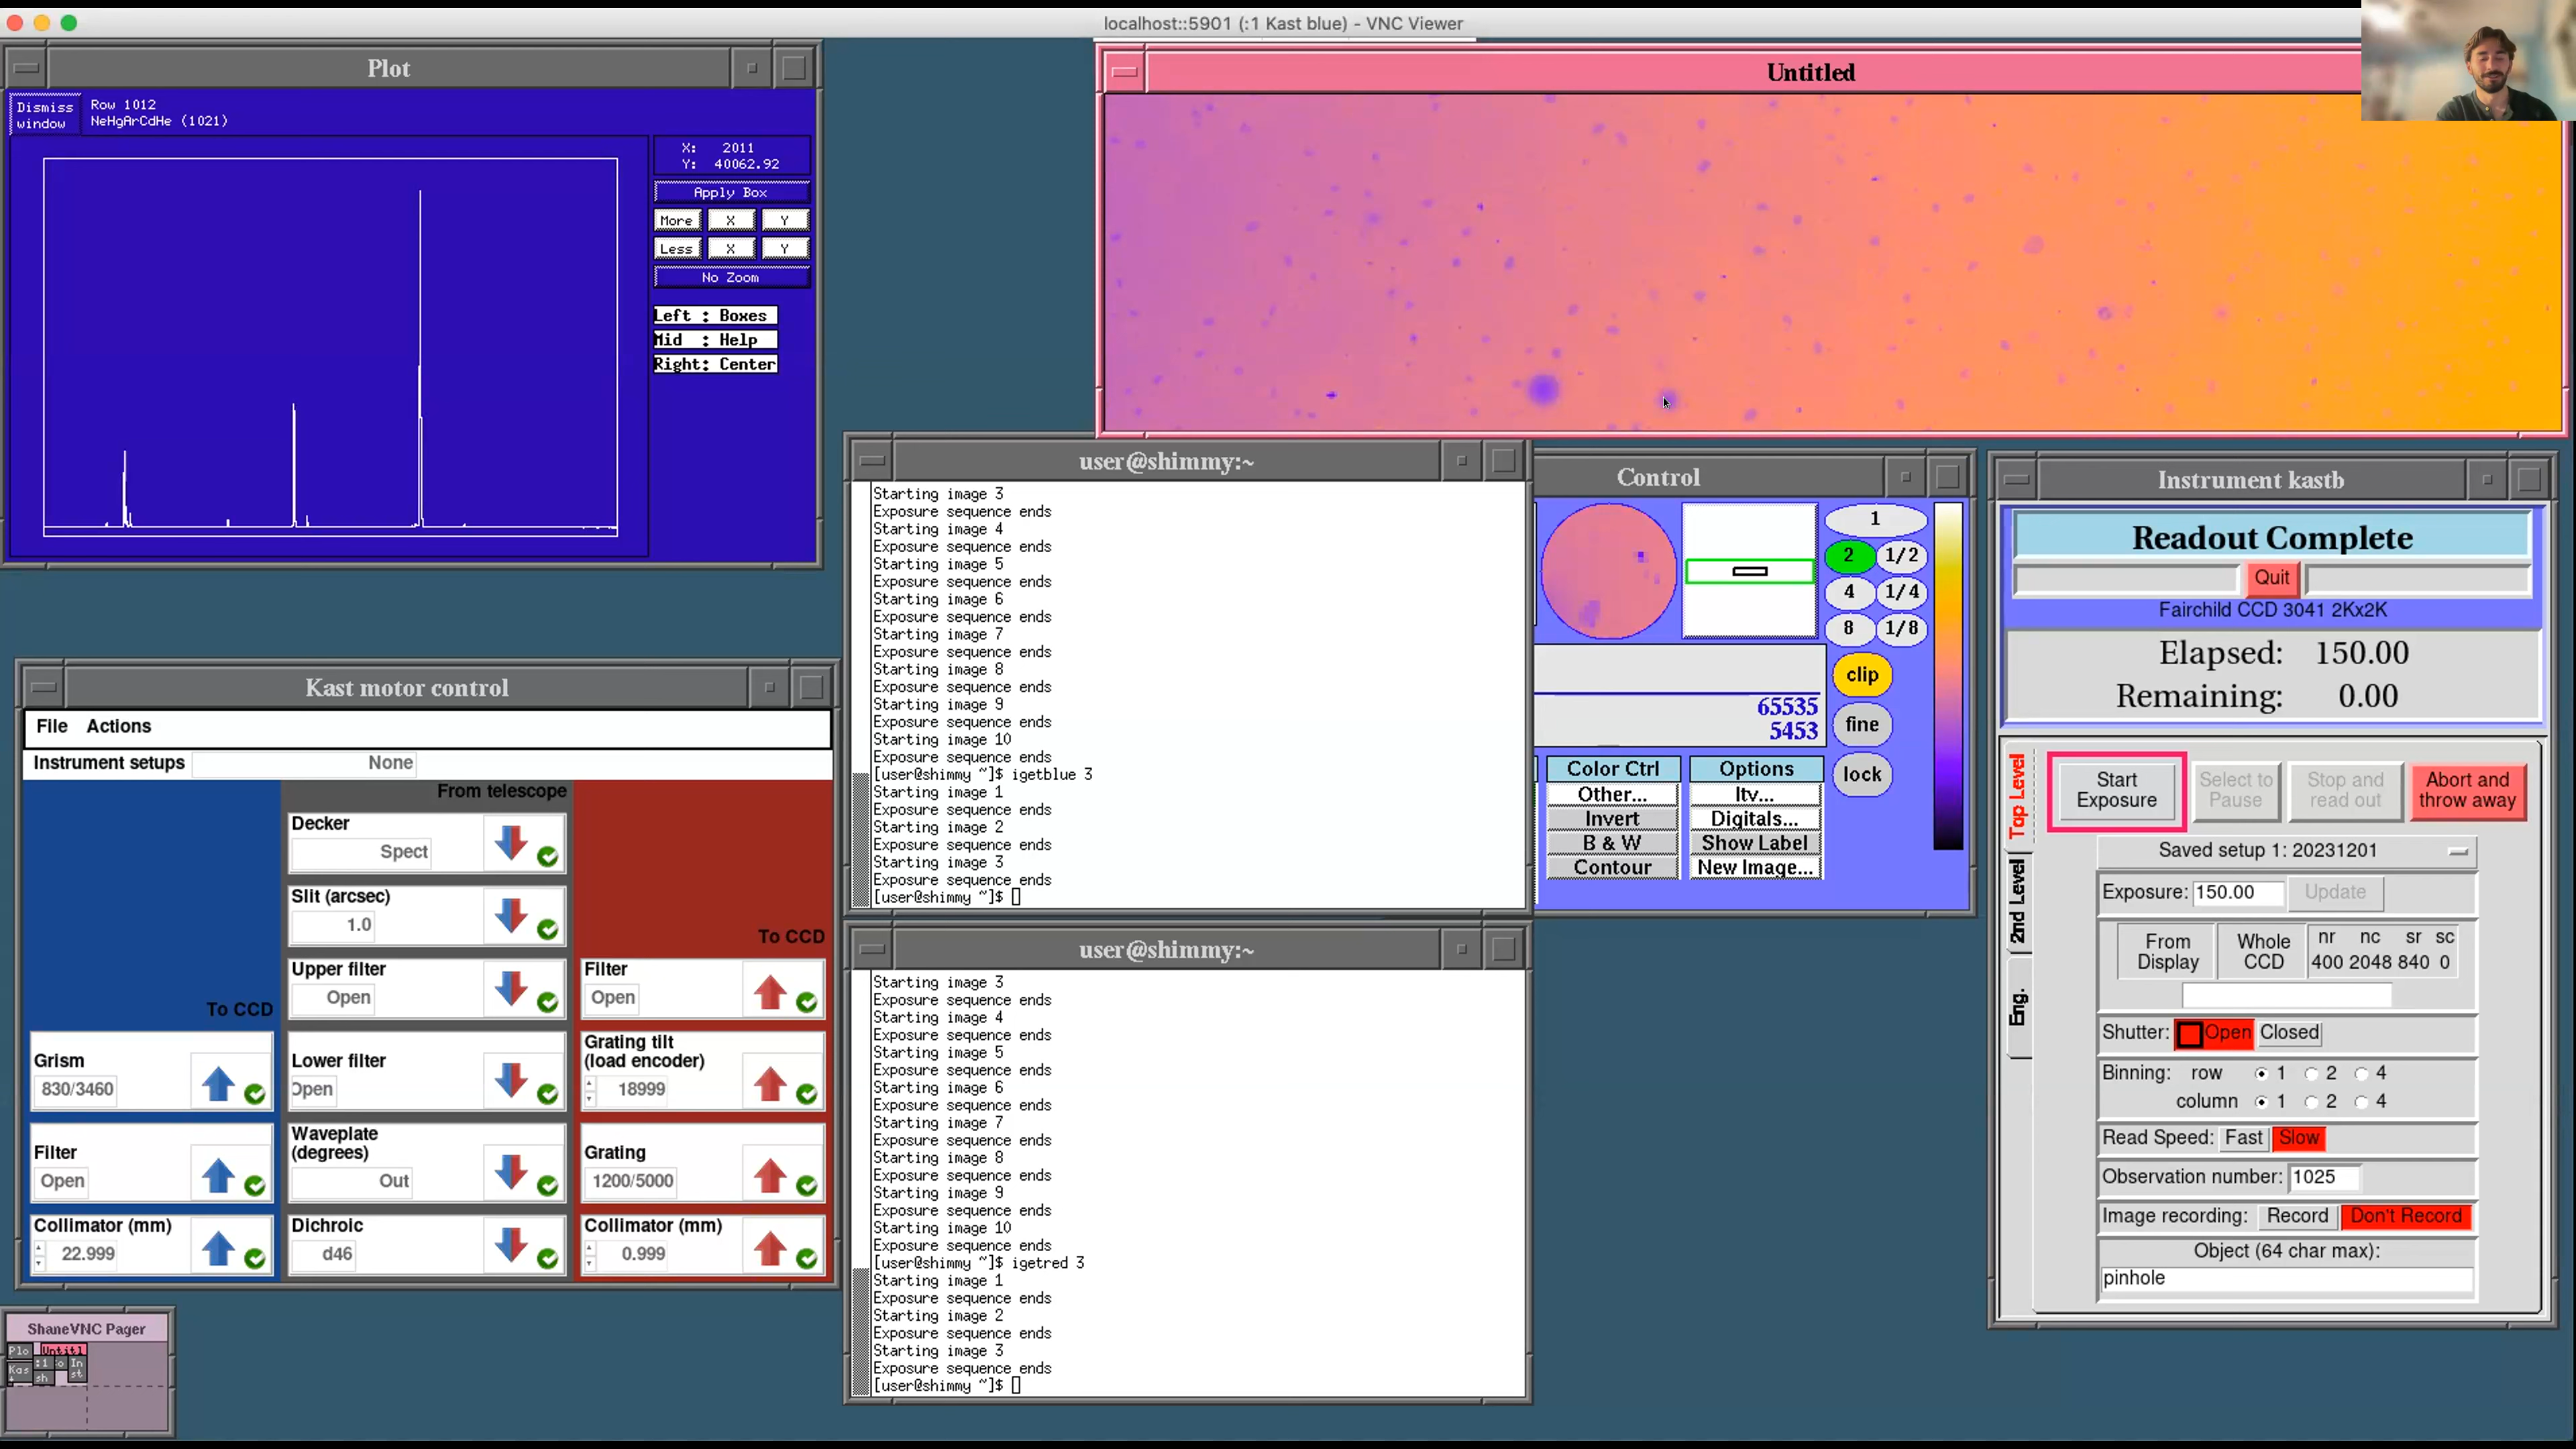 localhost::5901 (:1 Kast blue) - VNC Viewer
Plot
Dismiss window
Row 1012
NeHgArCdHe (1021)
X: 2011
Y: 40062.92
Apply Box
More X Y
Less X Y
No Zoom
Left : Boxes
Mid : Help
Right: Center
Untitled
user@shimmy:~
Starting image 3
Exposure sequence ends
Starting image 4
Exposure sequence ends
Starting image 5
Exposure sequence ends
Starting image 6
Exposure sequence ends
Starting image 7
Exposure sequence ends
Starting image 8
Exposure sequence ends
Starting image 9
Exposure sequence ends
Starting image 10
Exposure sequence ends
[user@shimmy ~]$ igetblue 3
Starting image 1
Exposure sequence ends
Starting image 2
Exposure sequence ends
Starting image 3
Exposure sequence ends
[user@shimmy ~]$
Control
1
2 1/2
4 1/4
8 1/8
clip
65535
5453
fine
lock
Color Ctrl
Other...
Invert
B & W
Contour
Options
Itv...
Digitals...
Show Label
New Image...
Instrument kastb
Readout Complete
Quit
Fairchild CCD 3041 2Kx2K
Elapsed: 150.00
Remaining: 0.00
Top Level
2nd Level
Eng.
Start Exposure
Select to Pause
Stop and read out
Abort and throw away
Saved setup 1: 20231201
Exposure: 150.00 Update
From Display
Whole CCD
nr nc sr sc
400 2048 840 0
Shutter: Open Closed
Binning: row 1 2 4
column 1 2 4
Read Speed: Fast Slow
Observation number: 1025
Image recording: Record Don't Record
Object (64 char max):
pinhole
Kast motor control
File Actions
Instrument setups None
From telescope
Decker
Spect
Slit (arcsec)
1.0
To CCD
Upper filter
Open
Filter
Open
To CCD
Grism
830/3460
Lower filter
Open
Grating tilt
(load encoder)
18999
Filter
Open
Waveplate
(degrees)
Out
Grating
1200/5000
Collimator (mm)
22.999
Dichroic
d46
Collimator (mm)
0.999
user@shimmy:~
Starting image 3
Exposure sequence ends
Starting image 4
Exposure sequence ends
Starting image 5
Exposure sequence ends
Starting image 6
Exposure sequence ends
Starting image 7
Exposure sequence ends
Starting image 8
Exposure sequence ends
Starting image 9
Exposure sequence ends
Starting image 10
Exposure sequence ends
[user@shimmy ~]$ igetred 3
Starting image 1
Exposure sequence ends
Starting image 2
Exposure sequence ends
Starting image 3
Exposure sequence ends
[user@shimmy ~]$
ShaneVNC Pager
Plo
Untitl
Kas
:1
In
sh
st